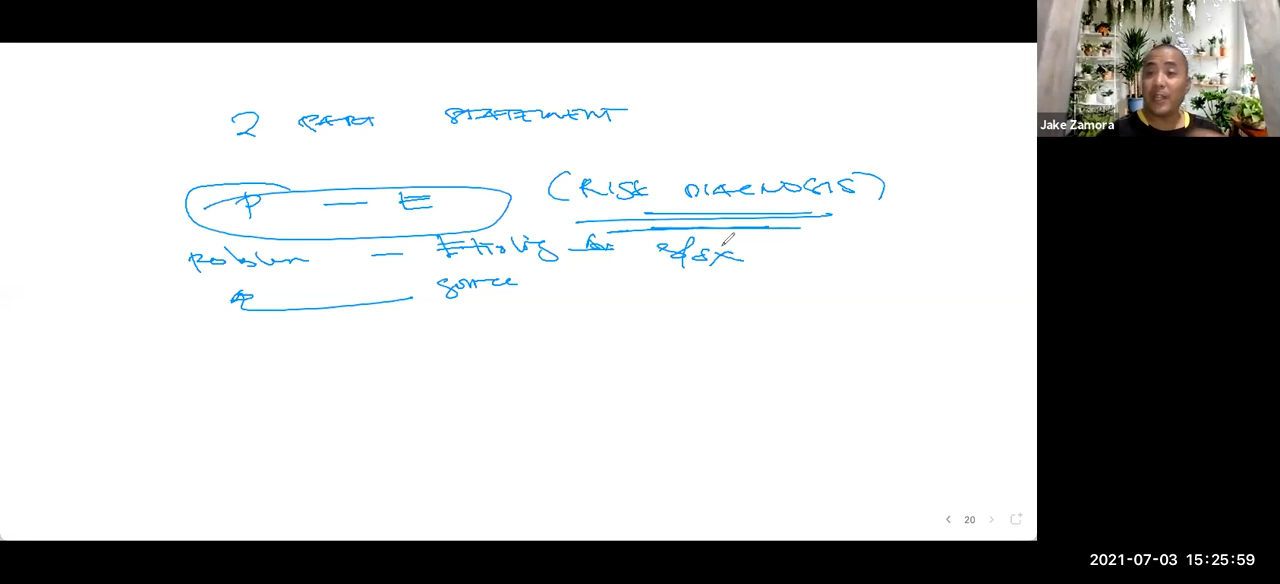 2 PART STATEMENT
P — E (RISK DIAGNOSIS)
Problem — Etiology
source
Jake Zamora
20
2021-07-03 15:25:59